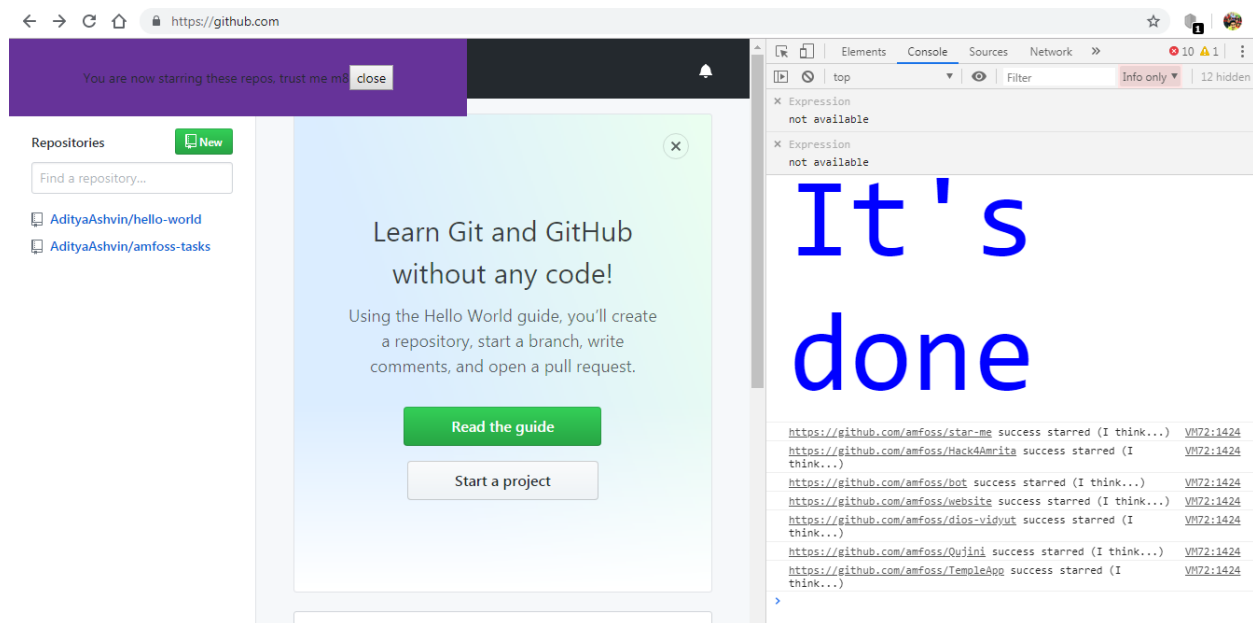 https://github.com
1
You are now starring these repos, trust me m8 close
Repositories
New
Find a repository...
AdityaAshvin/hello-world
AdityaAshvin/amfoss-tasks
Learn Git and GitHub
without any code!
Using the Hello World guide, you'll create
a repository, start a branch, write
comments, and open a pull request.
Read the guide
Start a project
Elements Console Sources Network » 10 1
top Filter Info only 12 hidden
Expression
not available
Expression
not available
It's
done
https://github.com/amfoss/star-me success starred (I think...) VM72:1424
https://github.com/amfoss/Hack4Amrita success starred (I VM72:1424
think...)
https://github.com/amfoss/bot success starred (I think...) VM72:1424
https://github.com/amfoss/website success starred (I think...) VM72:1424
https://github.com/amfoss/dios-vidyut success starred (I VM72:1424
think...)
https://github.com/amfoss/Qujini success starred (I think...) VM72:1424
https://github.com/amfoss/TempleApp success starred (I VM72:1424
think...)